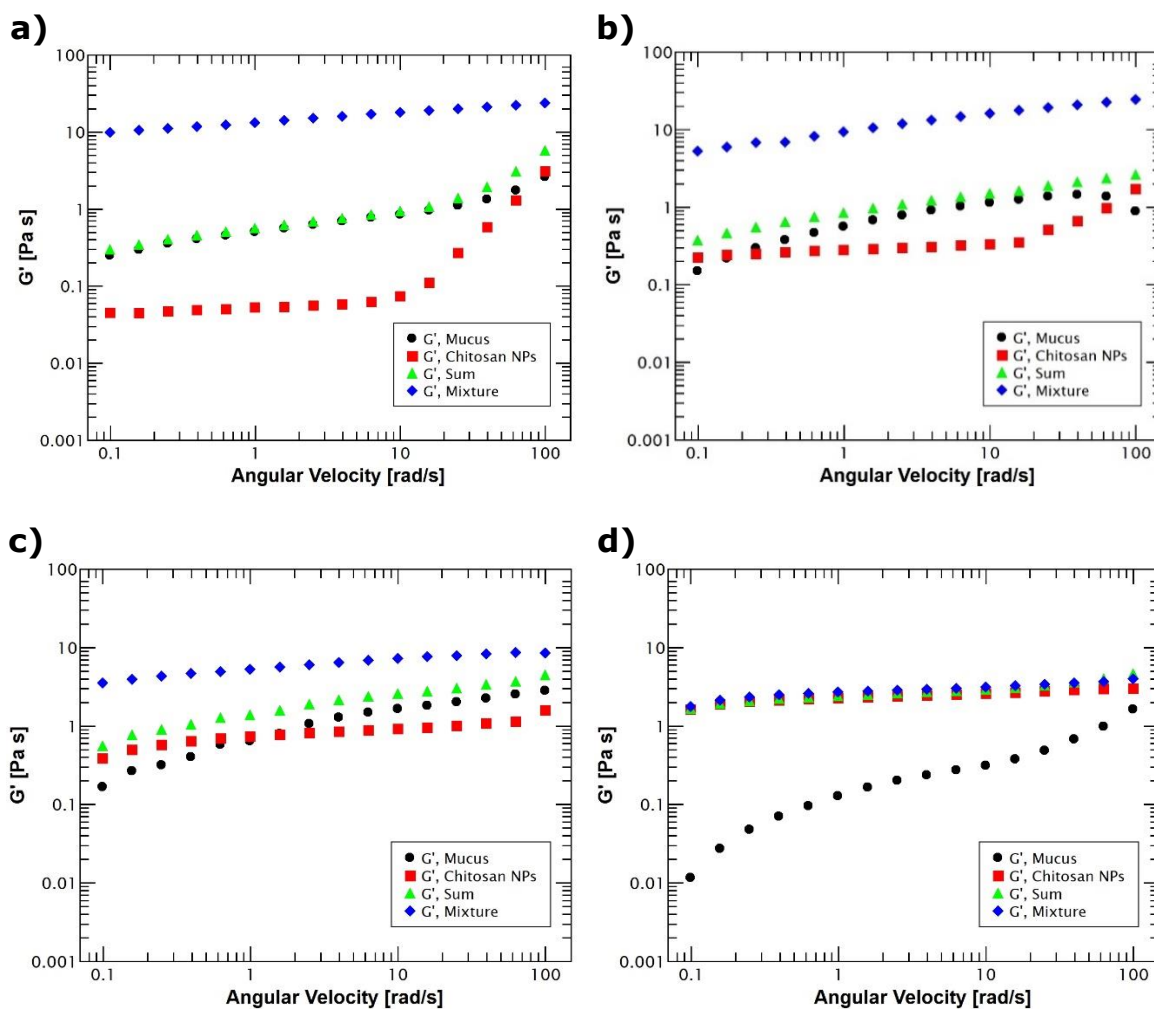 a)
100
10
1
0.1
0.01
0.001
G' [Pa s]
0.1
1
10
100
Angular Velocity [rad/s]
G', Mucus
G', Chitosan NPs
G', Sum
G', Mixture
b)
100
10
1
0.1
0.01
0.001
G' [Pa s]
0.1
1
10
100
Angular Velocity [rad/s]
G', Mucus
G', Chitosan NPs
G', Sum
G', Mixture
c)
100
10
1
0.1
0.01
0.001
G' [Pa s]
0.1
1
10
100
Angular Velocity [rad/s]
G', Mucus
G', Chitosan NPs
G', Sum
G', Mixture
d)
100
10
1
0.1
0.01
0.001
G' [Pa s]
0.1
1
10
100
Angular Velocity [rad/s]
G', Mucus
G', Chitosan NPs
G', Sum
G', Mixture